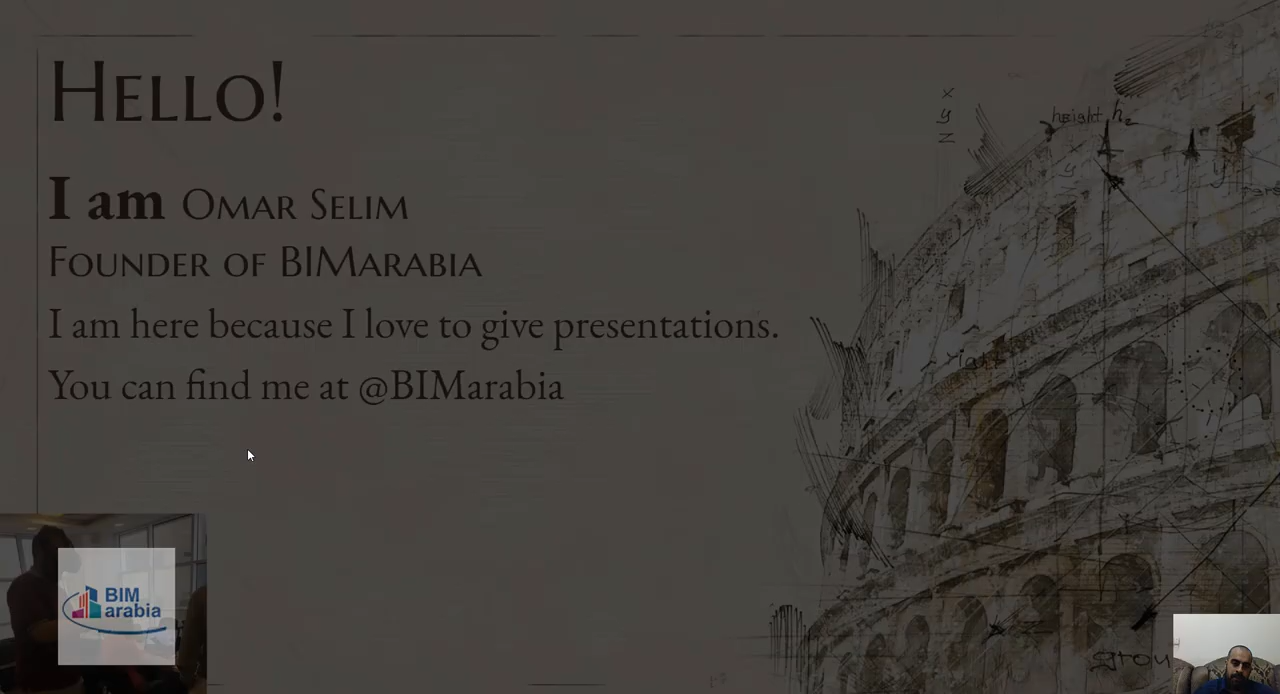 Hello!
I am Omar Selim
Founder of BIMarabia
I am here because I love to give presentations.
You can find me at @BIMarabia
x
y
z
height h
BIM
arabia
grou